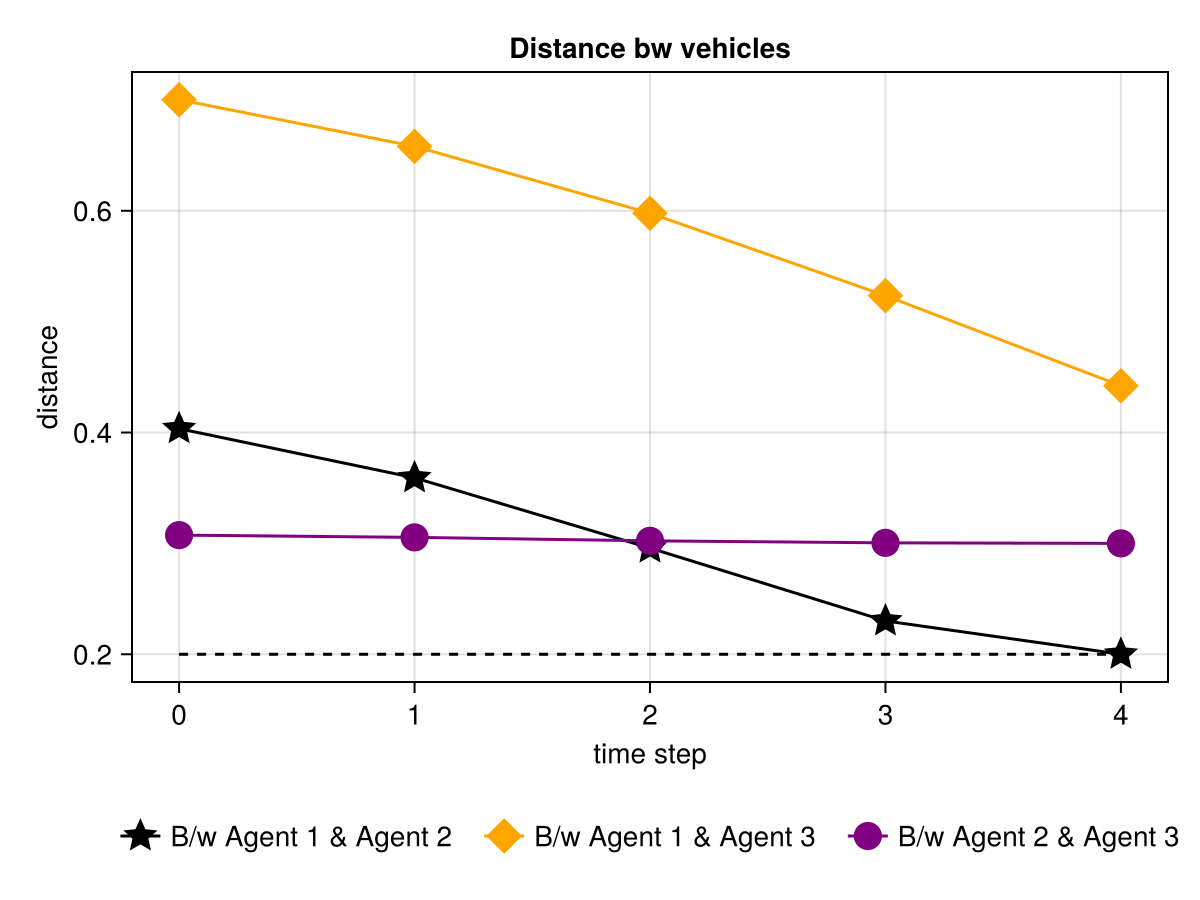 Distance bw vehicles
distance
0.6
0.4
0.2
0 1 2 3 4
time step
B/w Agent 1 & Agent 2 B/w Agent 1 & Agent 3 B/w Agent 2 & Agent 3